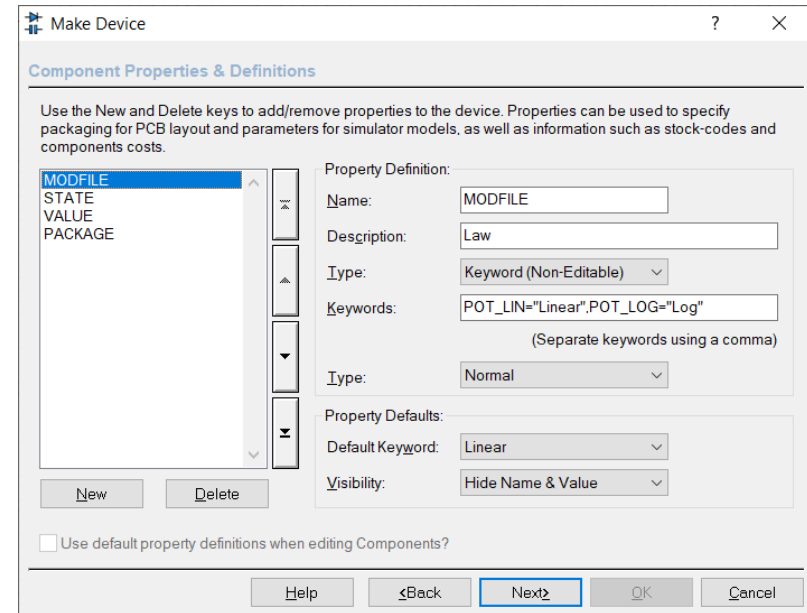 Make Device
?
Component Properties & Definitions
Use the New and Delete keys to add/remove properties to the device. Properties can be used to specify
packaging for PCB layout and parameters for simulator models, as well as information such as stock-codes and
components costs.
MODFILE
STATE
VALUE
PACKAGE
New
Delete
Property Definition:
Name:
MODFILE
Description:
Law
Type:
Keyword (Non-Editable)
Keywords:
POT_LIN="Linear",POT_LOG="Log"
(Separate keywords using a comma)
Type:
Normal
Property Defaults:
Default Keyword:
Linear
Visibility:
Hide Name & Value
Use default property definitions when editing Components?
Help
<Back
Next>
OK
Cancel